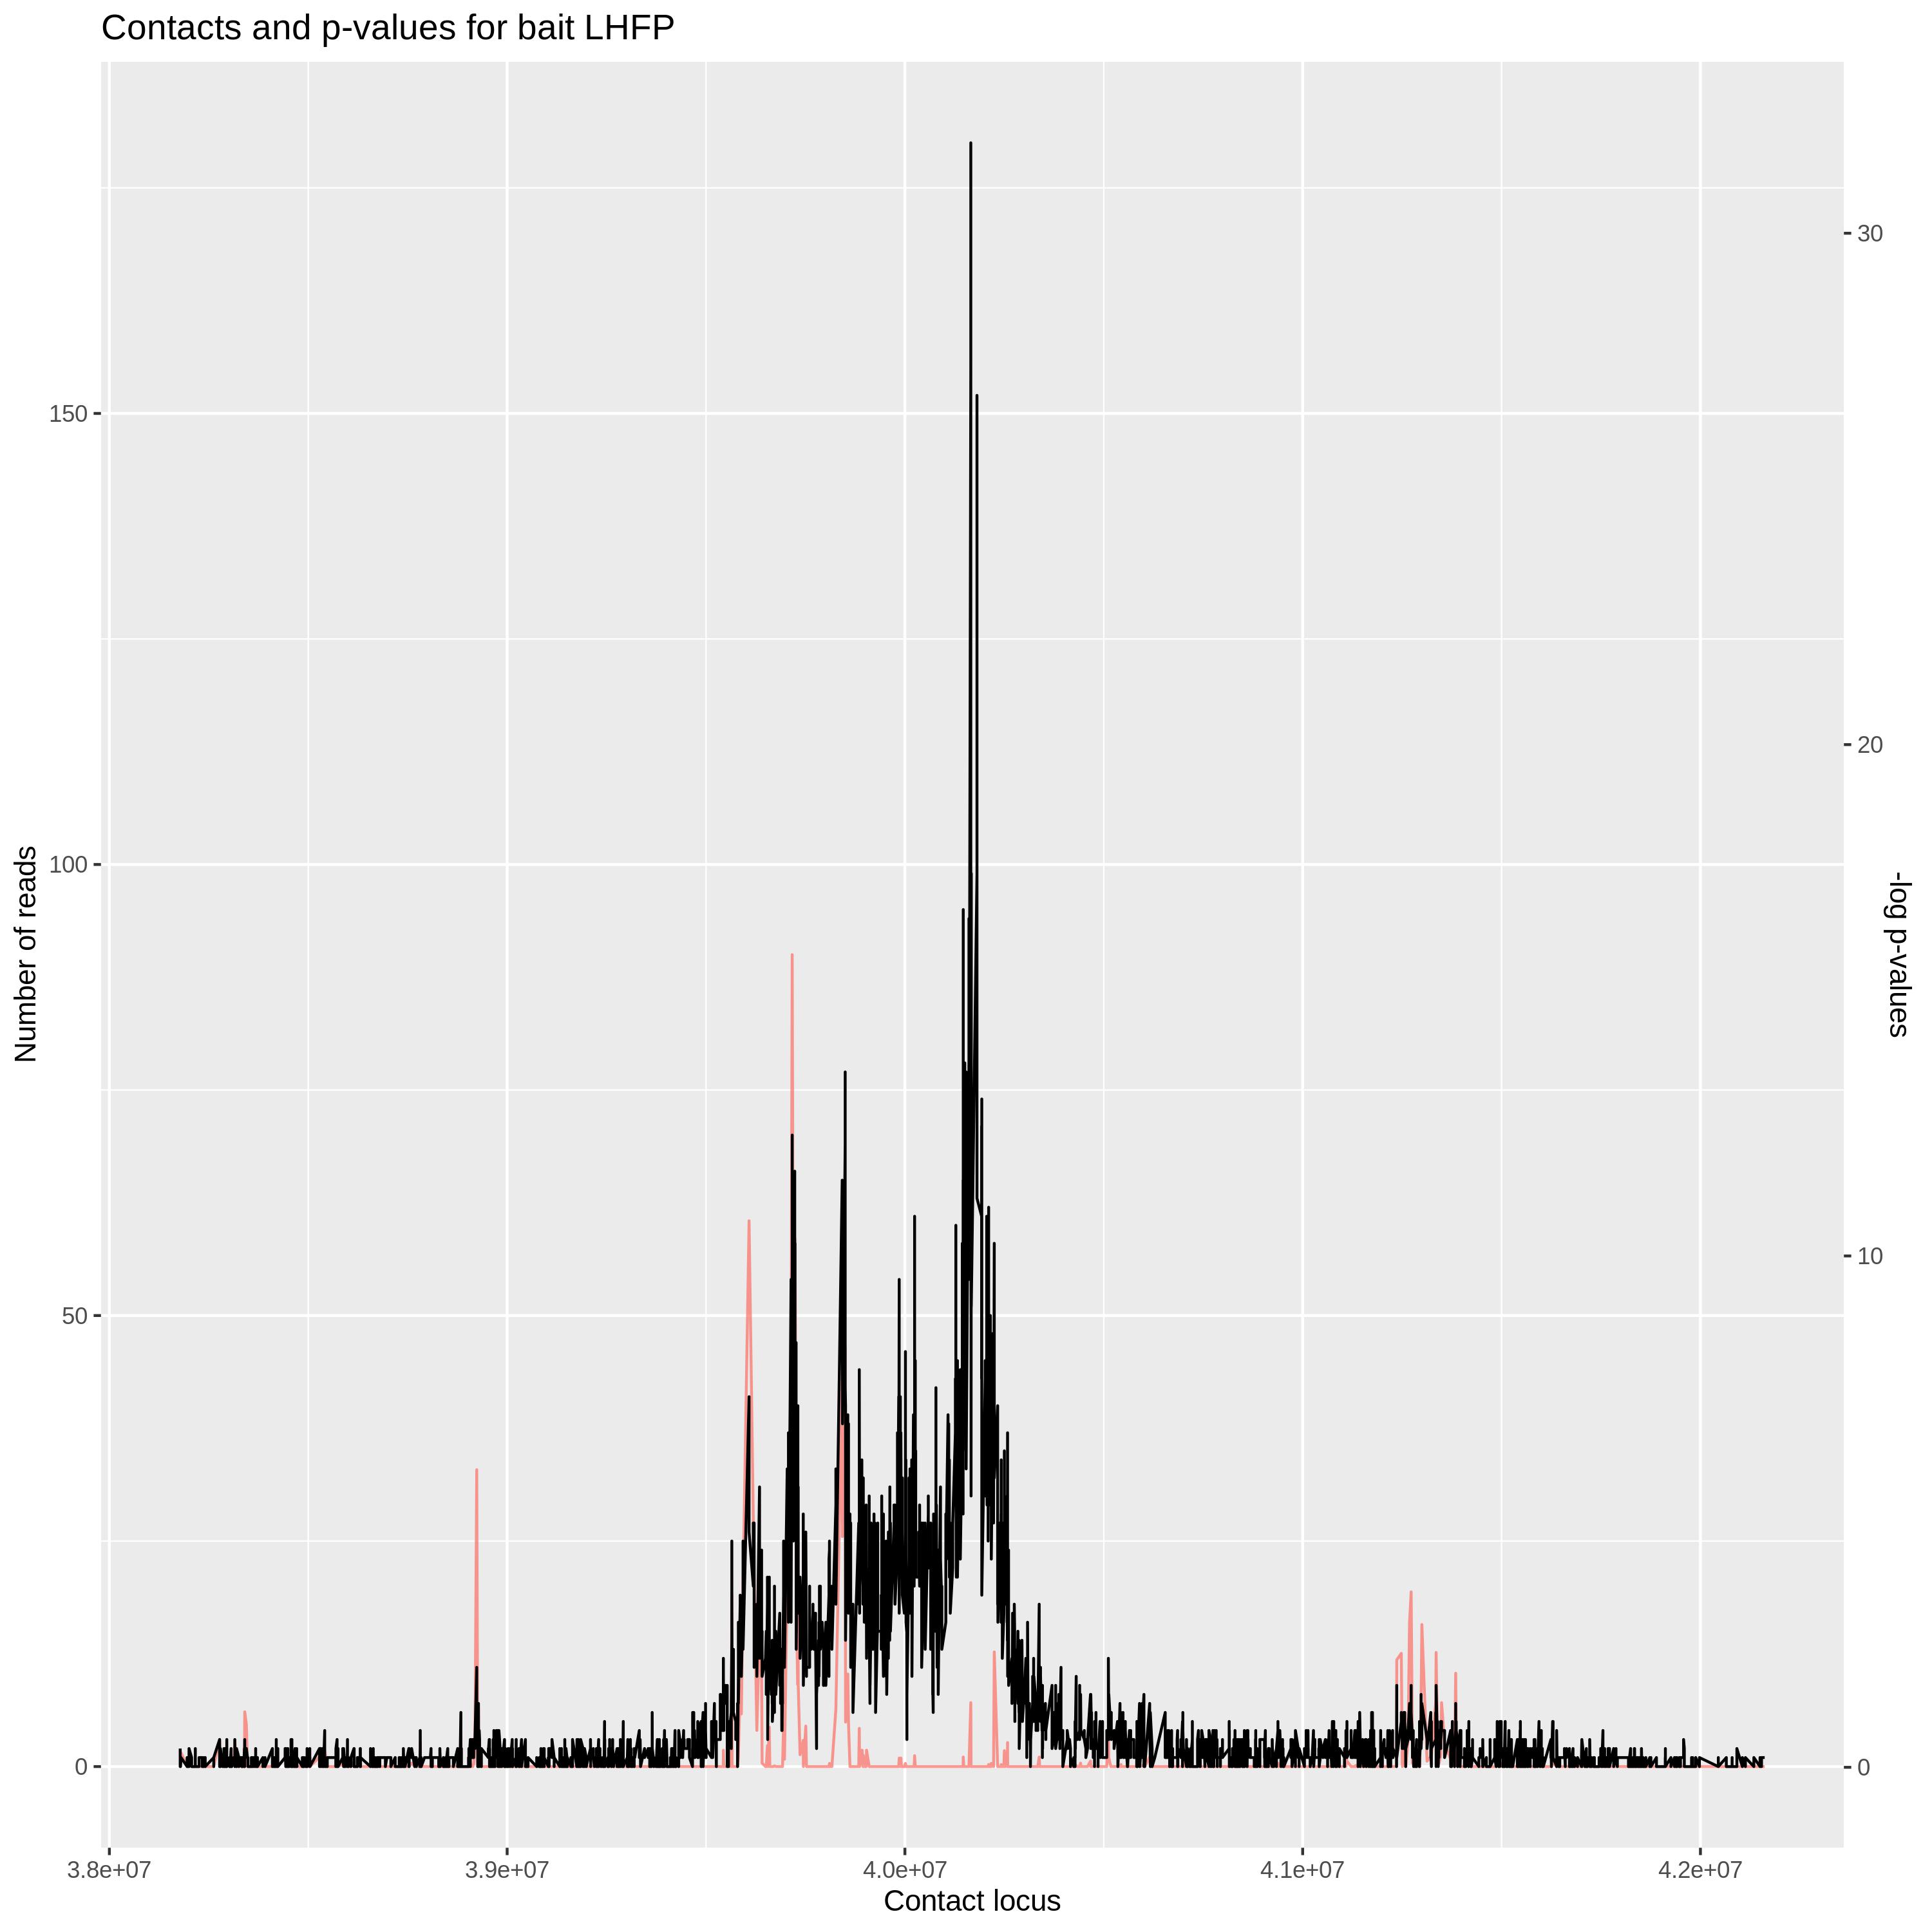 Contacts and p-values for bait LHFP
Number of reads
150
100
50
0
30
20
10
0
-log p-values
3.8e+07
3.9e+07
4.0e+07
4.1e+07
4.2e+07
Contact locus